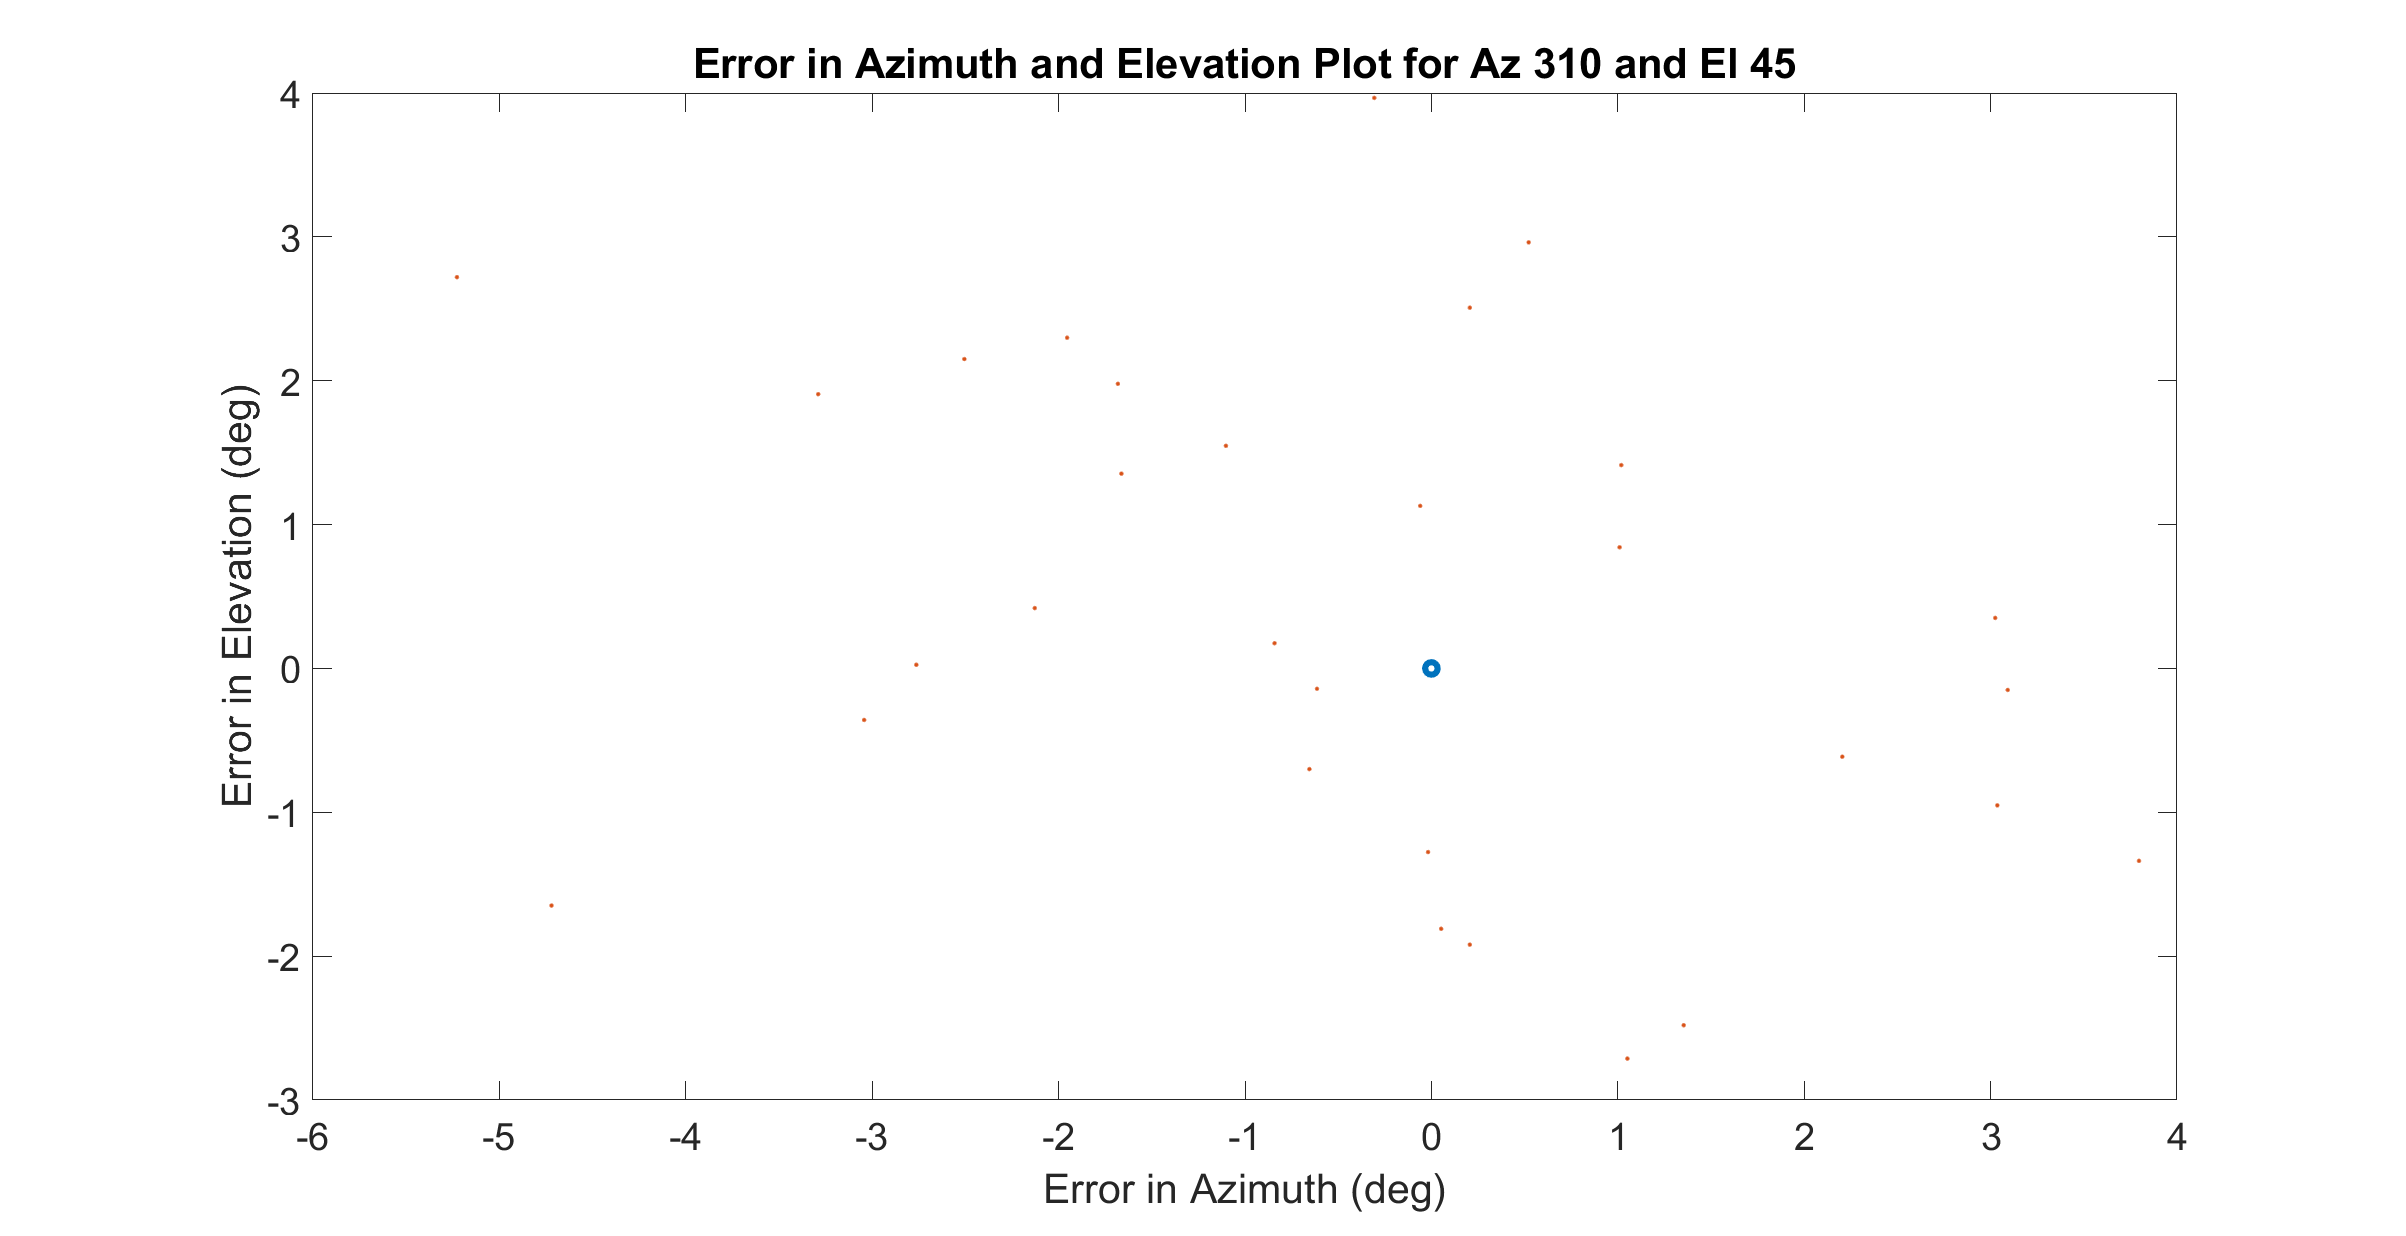 Error in Azimuth and Elevation Plot for Az 310 and El 45
4
3
2
1
0
-1
-2
-3
Error in Elevation (deg)
-6 -5 -4 -3 -2 -1 0 1 2 3 4
Error in Azimuth (deg)